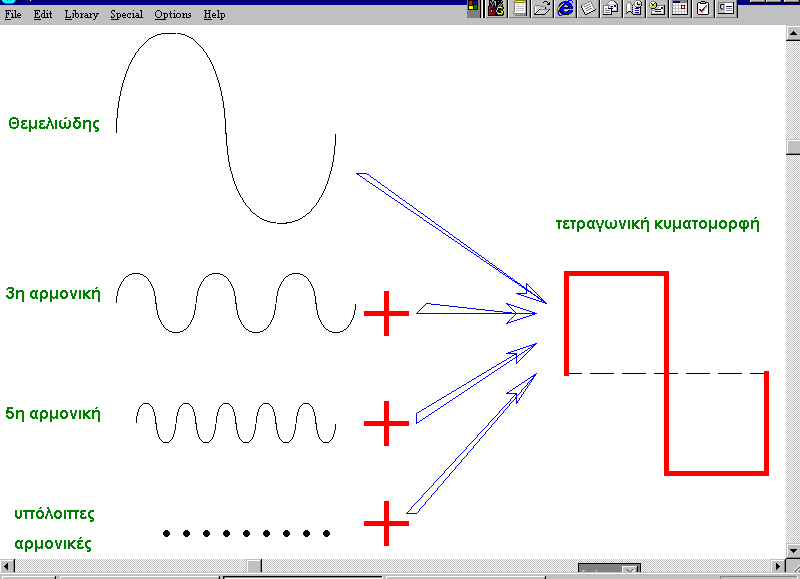 File Edit Library Special Options Help
Θεμελιώδης
τετραγωνική κυματομορφή
3η αρμονική
5η αρμονική
υπόλοιπες
αρμονικές